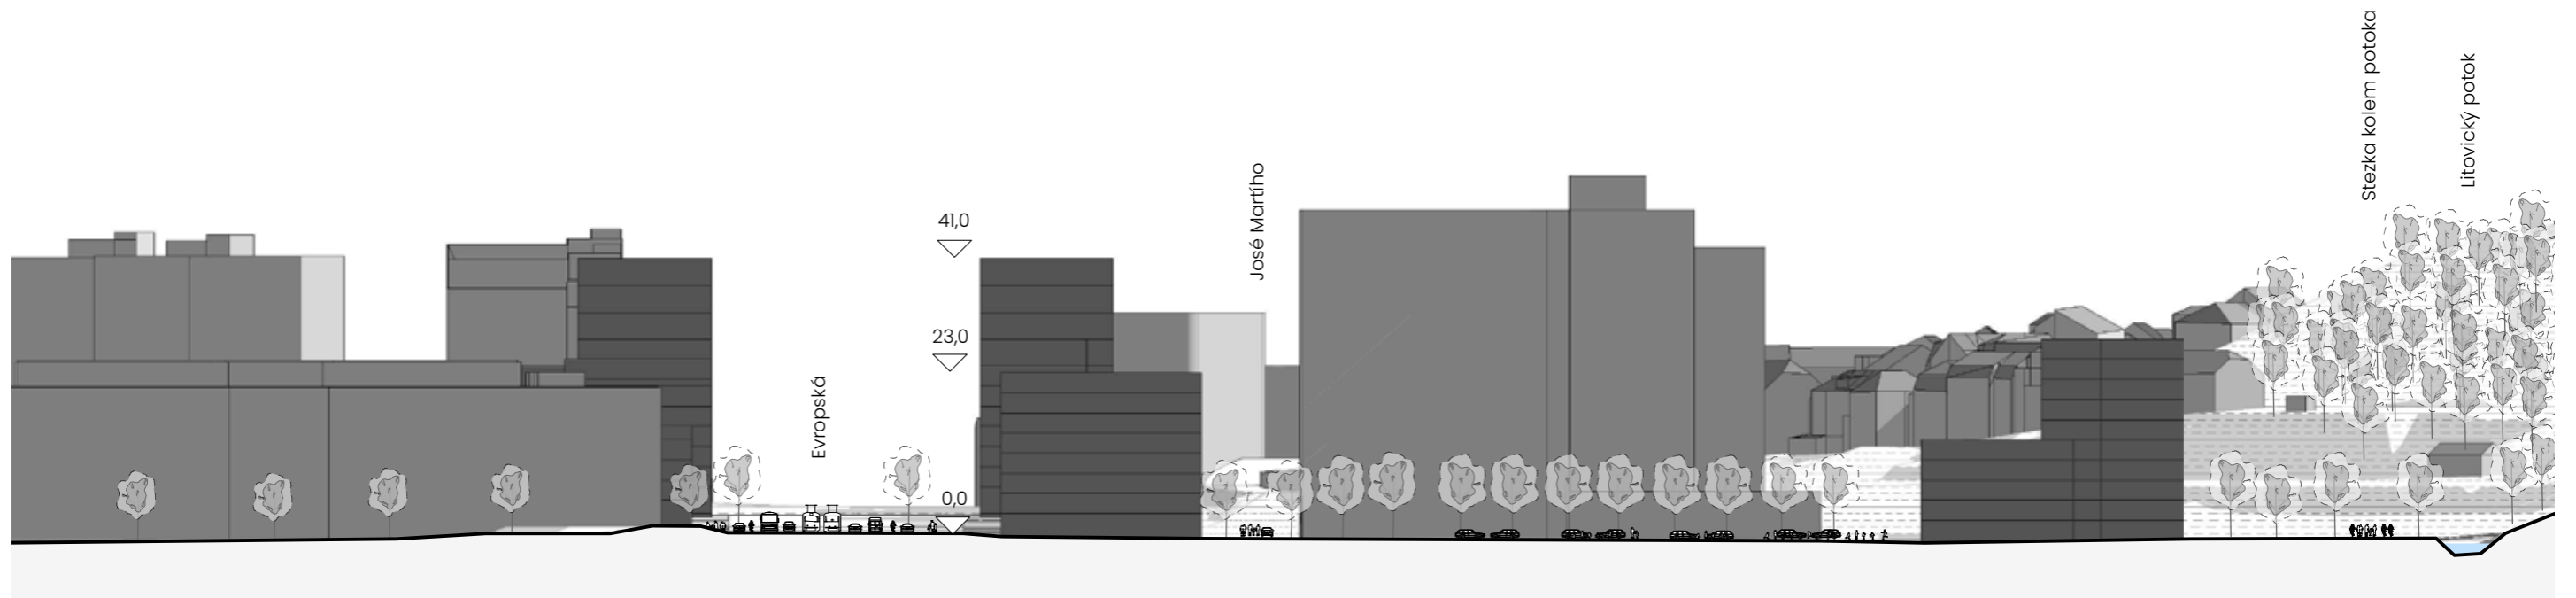 Evropská
41,0
23,0
0,0
José Martího
Stezka kolem potoka
Litovický potok